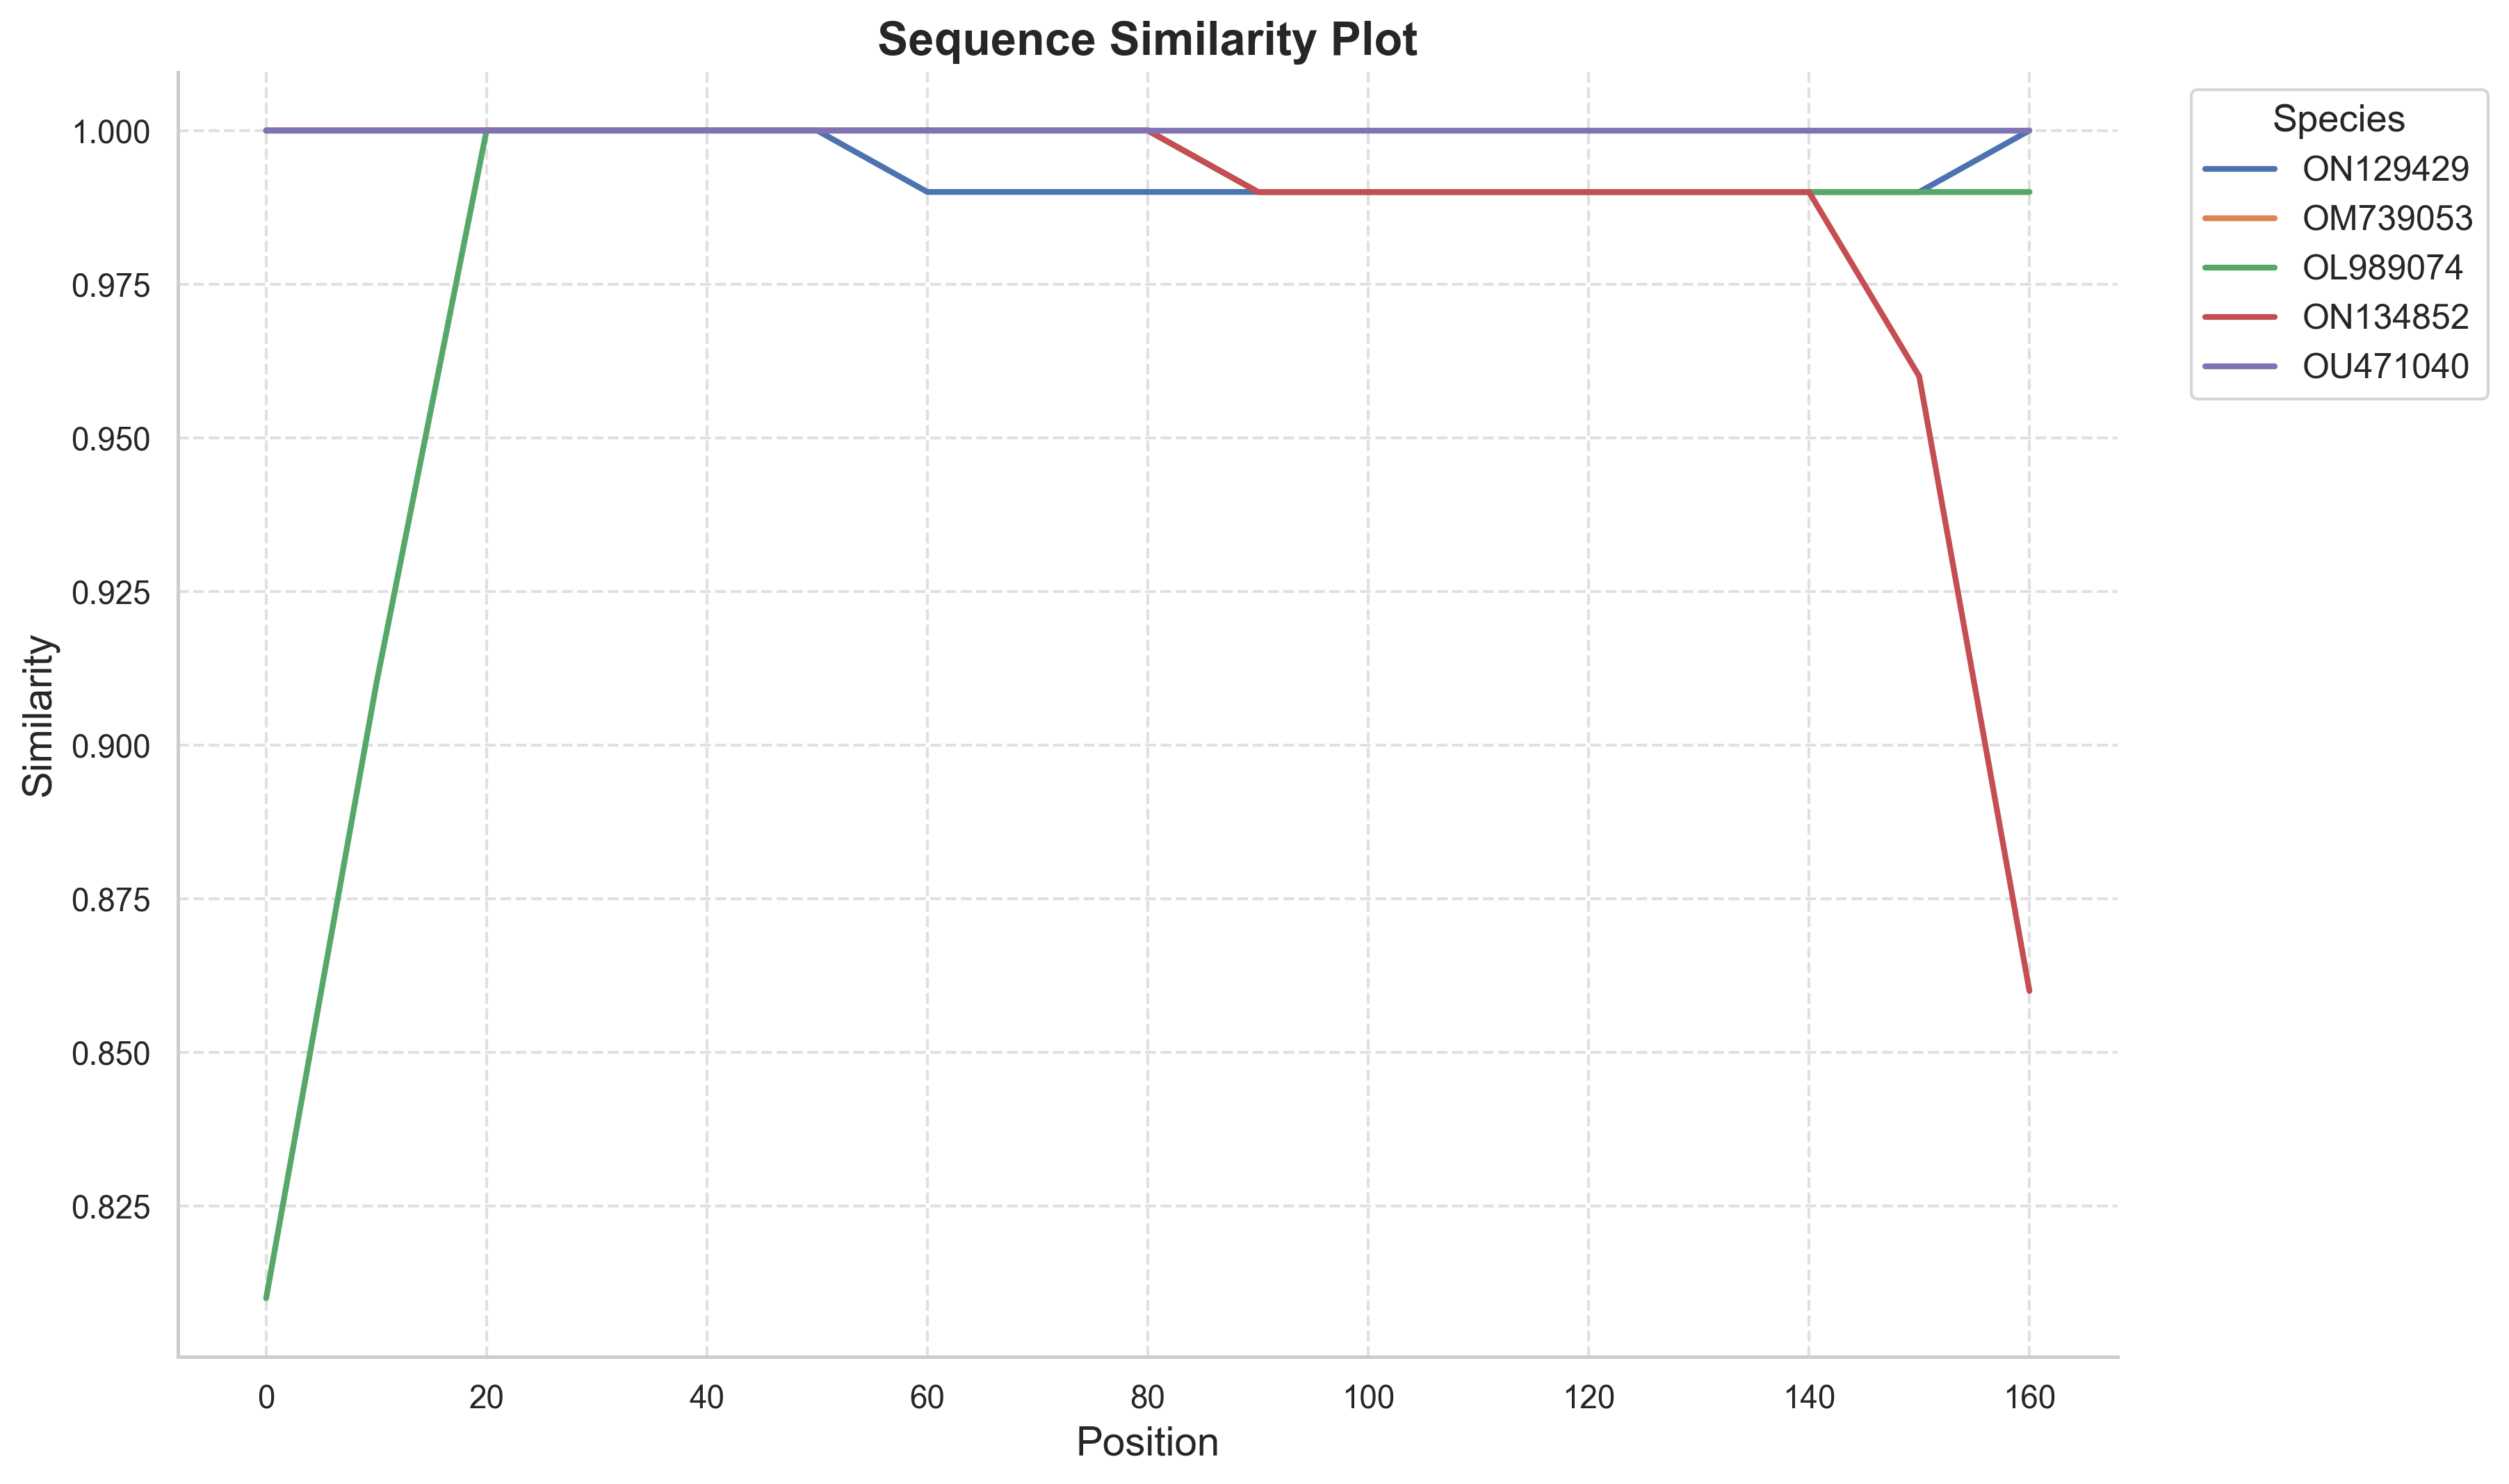 Sequence Similarity Plot
Species
ON129429
OM739053
OL989074
ON134852
OU471040
1.000
0.975
0.950
0.925
0.900
0.875
0.850
0.825
Similarity
0 20 40 60 80 100 120 140 160
Position